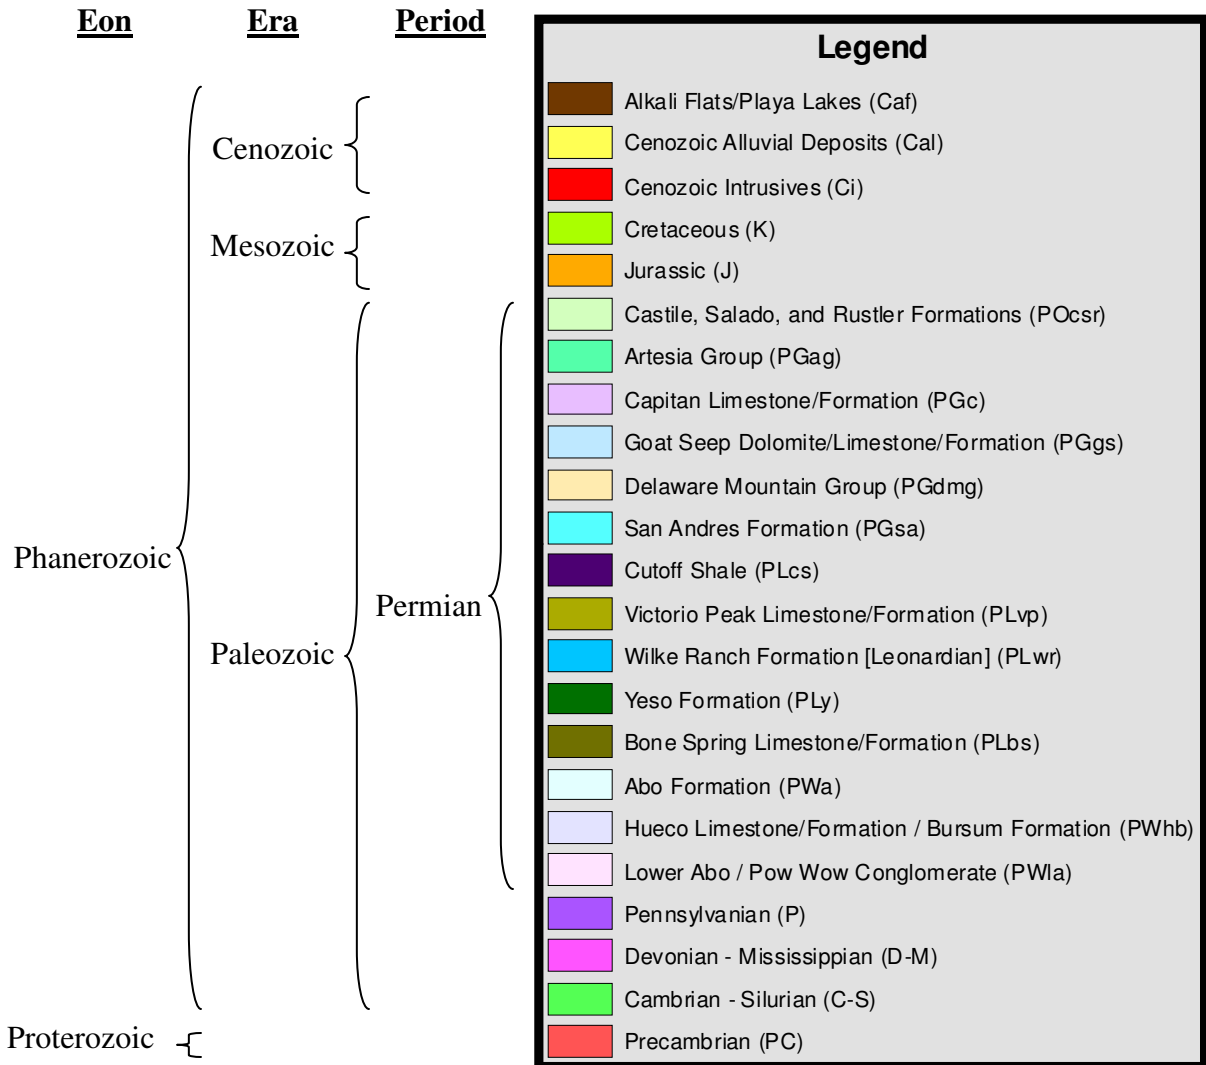 Eon Era Period
Legend
Alkali Flats/Playa Lakes (Caf)
Cenozoic Alluvial Deposits (Cal)
Cenozoic
Cenozoic Intrusives (Ci)
Cretaceous (K)
Mesozoic
Jurassic (J)
Castile, Salado, and Rustler Formations (POcsr)
Artesia Group (PGag)
Capitan Limestone/Formation (PGc)
Goat Seep Dolomite/Limestone/Formation (PGgs)
Delaware Mountain Group (PGdmg)
San Andres Formation (PGsa)
Phanerozoic
Cutoff Shale (PLcs)
Permian
Victorio Peak Limestone/Formation (PLvp)
Paleozoic
Wilke Ranch Formation [Leonardian] (PLwr)
Yeso Formation (PLy)
Bone Spring Limestone/Formation (PLbs)
Abo Formation (PWa)
Hueco Limestone/Formation / Bursum Formation (PWhb)
Lower Abo / Pow Wow Conglomerate (PWla)
Pennsylvanian (P)
Devonian - Mississippian (D-M)
Cambrian - Silurian (C-S)
Proterozoic
Precambrian (PC)